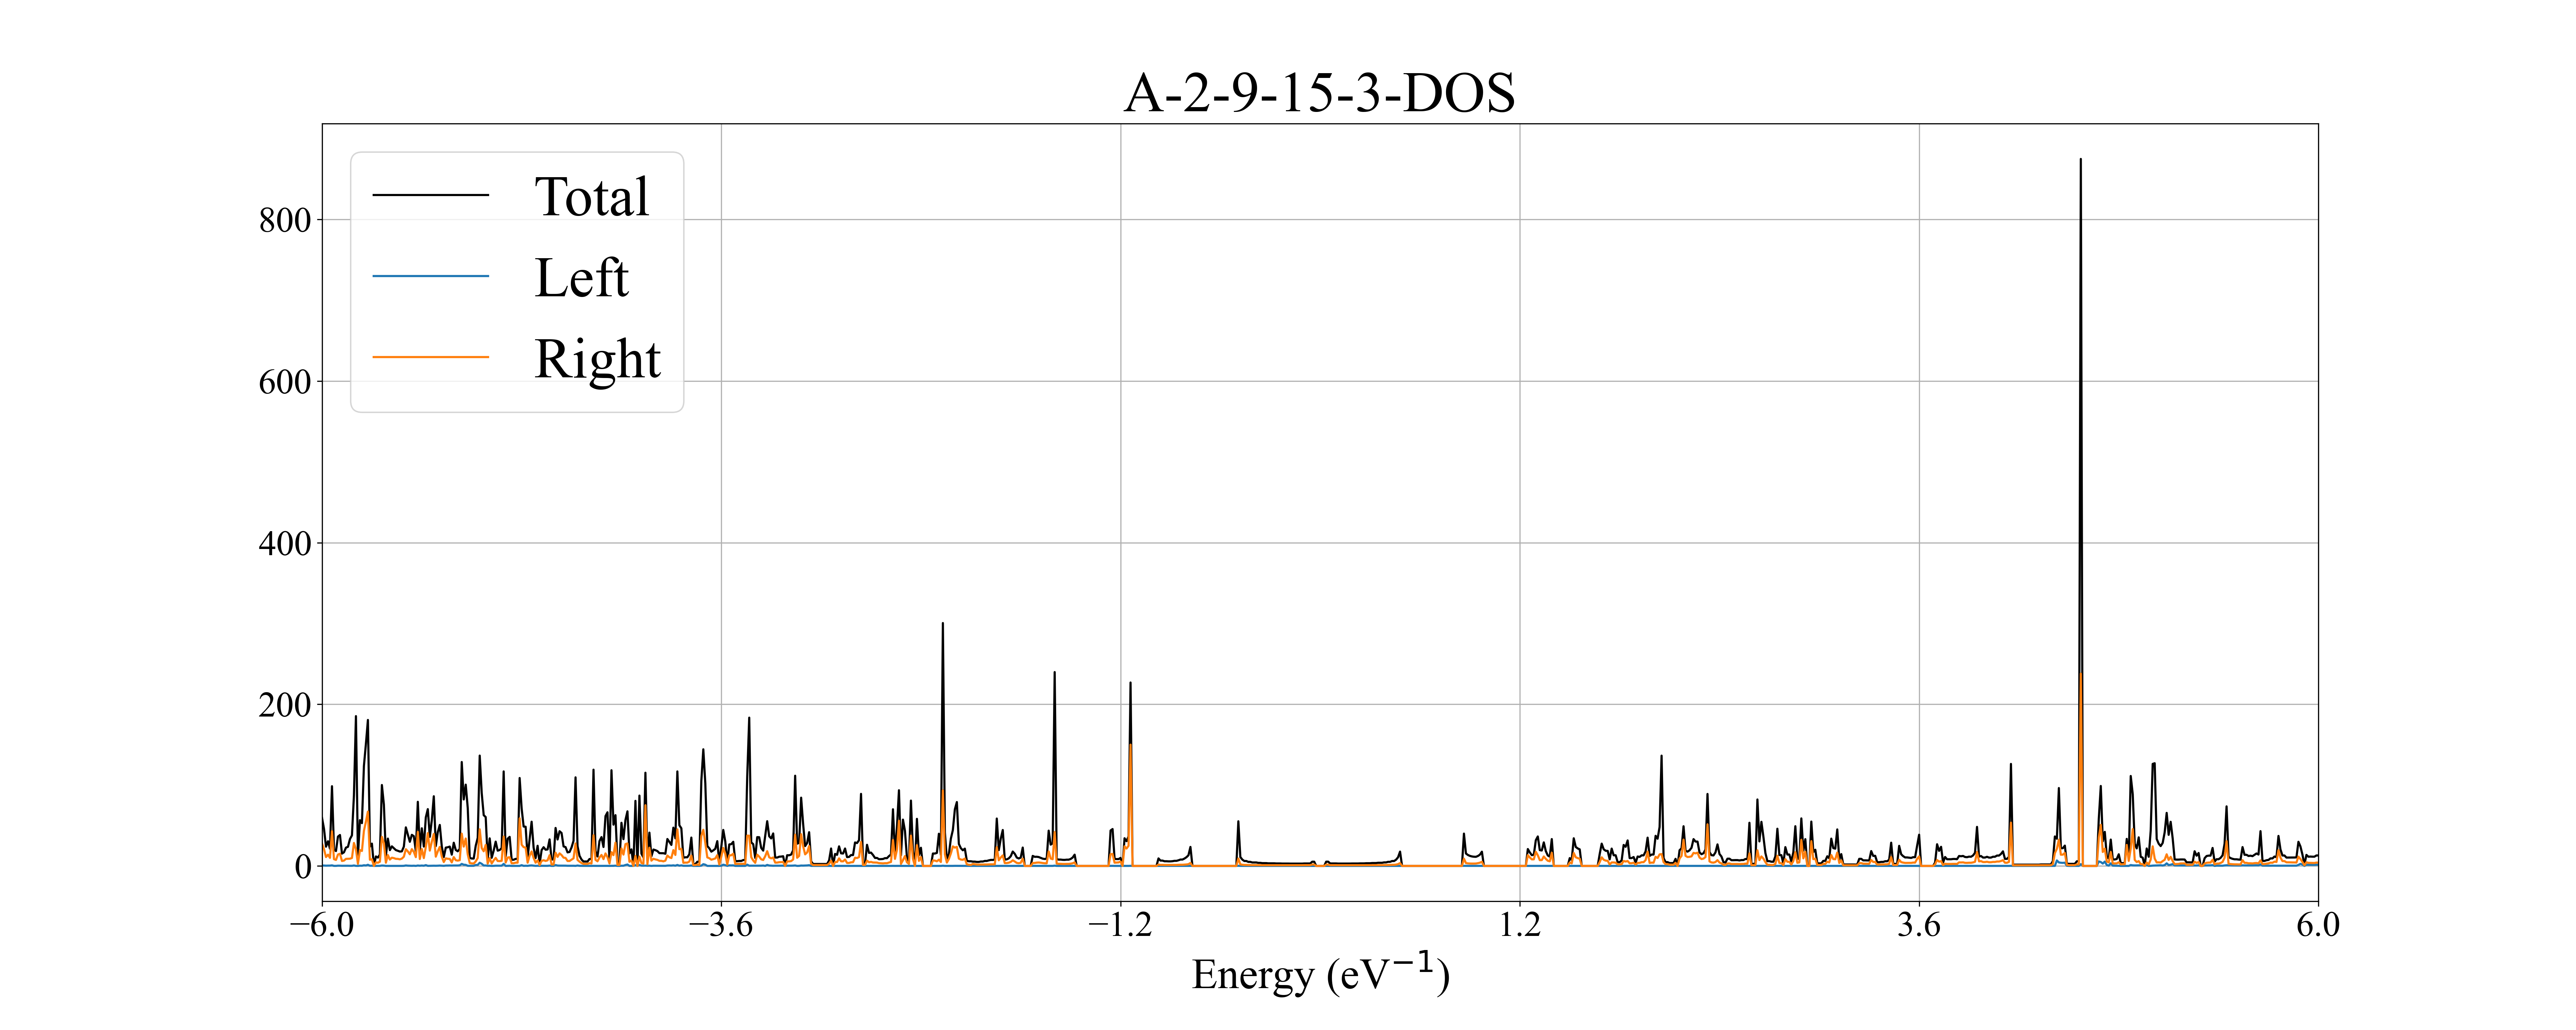 A-2-9-15-3-DOS
Total
Left
Right
800
600
400
200
0
−6.0 −3.6 −1.2 1.2 3.6 6.0
Energy (eV⁻¹)